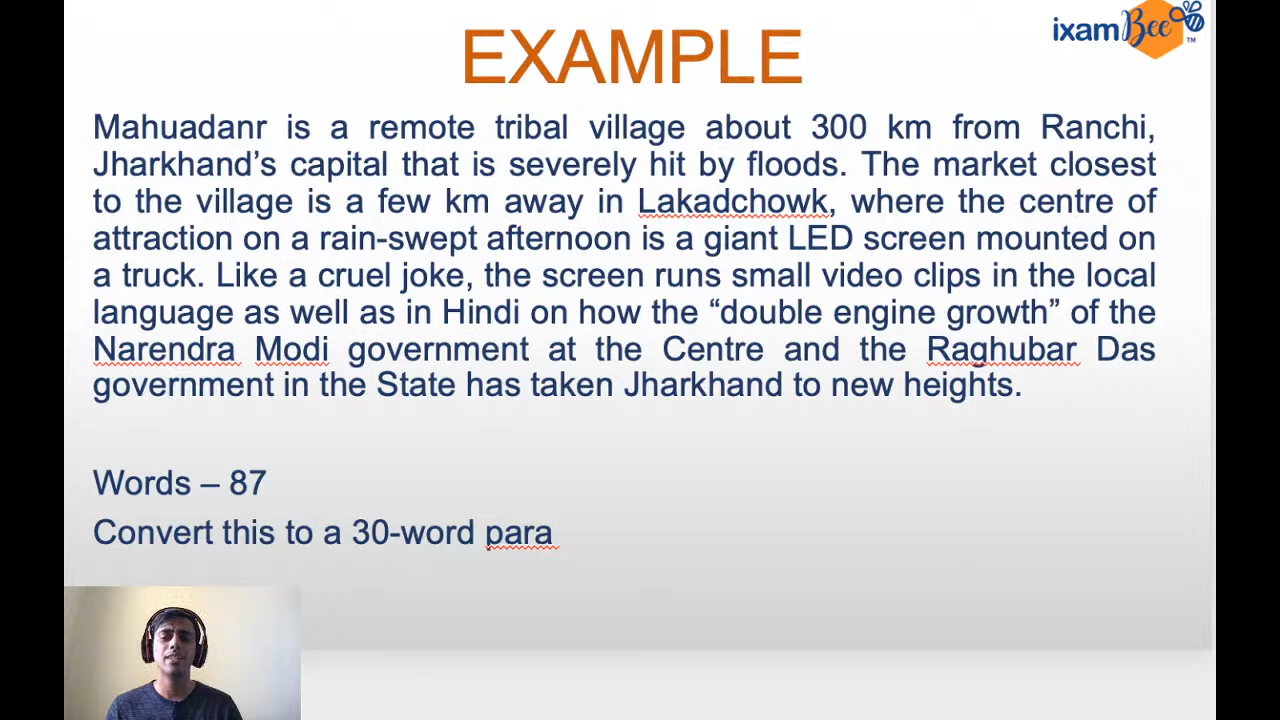 ixamBee™
EXAMPLE
Mahuadanr is a remote tribal village about 300 km from Ranchi,
Jharkhand’s capital that is severely hit by floods. The market closest
to the village is a few km away in Lakadchowk, where the centre of
attraction on a rain-swept afternoon is a giant LED screen mounted on
a truck. Like a cruel joke, the screen runs small video clips in the local
language as well as in Hindi on how the “double engine growth” of the
Narendra Modi government at the Centre and the Raghubar Das
government in the State has taken Jharkhand to new heights.
Words – 87
Convert this to a 30-word para